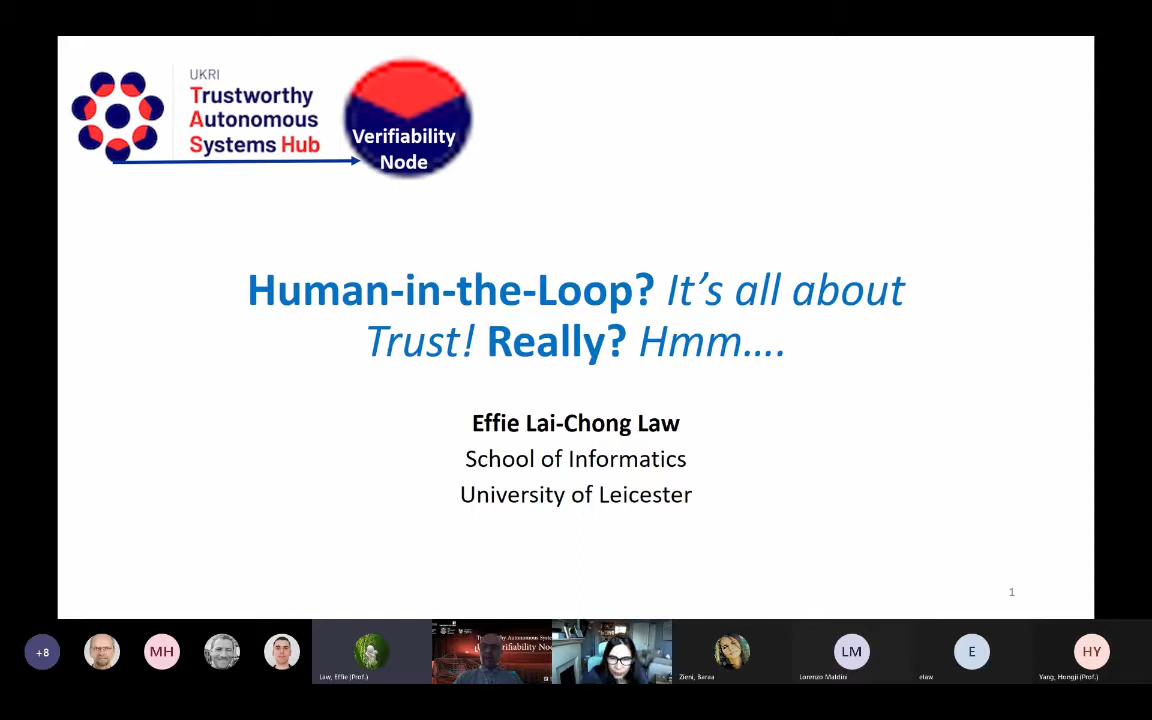 UKRI
Trustworthy
Autonomous
Systems Hub
Verifiability
Node
Human-in-the-Loop? It's all about
Trust! Really? Hmm....
Effie Lai-Chong Law
School of Informatics
University of Leicester
1
+8
MH
LM
E
HY
Law, Effie (Prof.)
Zieni, Baraa
Lorenzo Maldini
elaw
Yang, Hongji (Prof.)